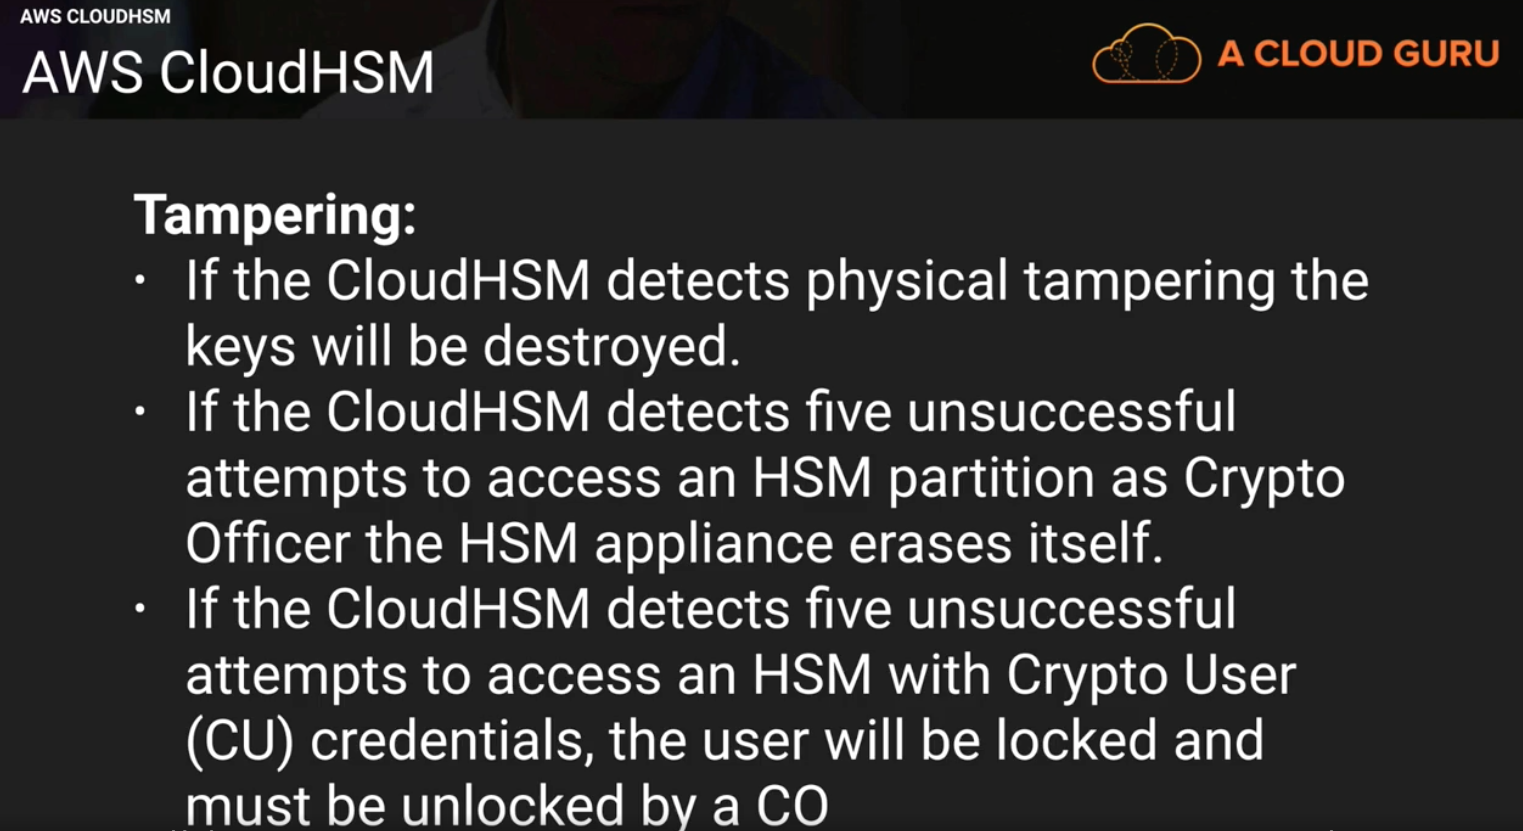 AWS CLOUDHSM
AWS CloudHSM
A CLOUD GURU
Tampering:
• If the CloudHSM detects physical tampering the
keys will be destroyed.
• If the CloudHSM detects five unsuccessful
attempts to access an HSM partition as Crypto
Officer the HSM appliance erases itself.
• If the CloudHSM detects five unsuccessful
attempts to access an HSM with Crypto User
(CU) credentials, the user will be locked and
must be unlocked by a CO